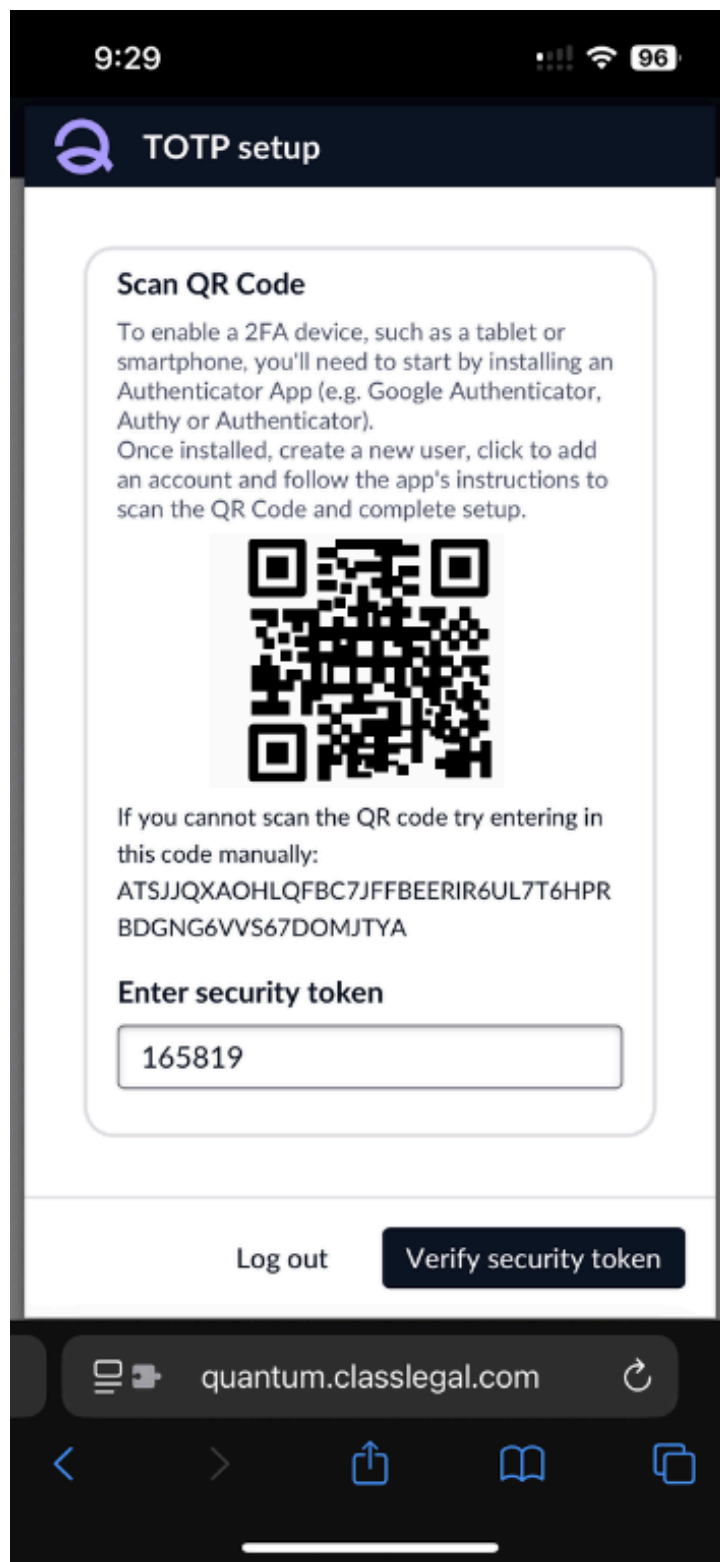 9:29
96
TOTP setup
Scan QR Code
To enable a 2FA device, such as a tablet or
smartphone, you'll need to start by installing an
Authenticator App (e.g. Google Authenticator,
Authy or Authenticator).
Once installed, create a new user, click to add
an account and follow the app's instructions to
scan the QR Code and complete setup.
If you cannot scan the QR code try entering in
this code manually:
ATSJJQXAOHLQFBC7JFFBEERIR6UL7T6HPR
BDGNG6VVS67DOMJTYA
Enter security token
165819
Log out
Verify security token
quantum.classlegal.com